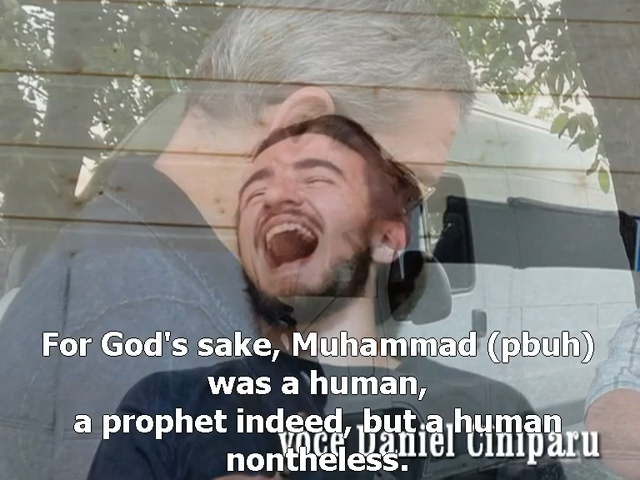 For God's sake, Muhammad (pbuh)
was a human,
a prophet indeed, but a human
nontheless.
voce Daniel Ciniparu